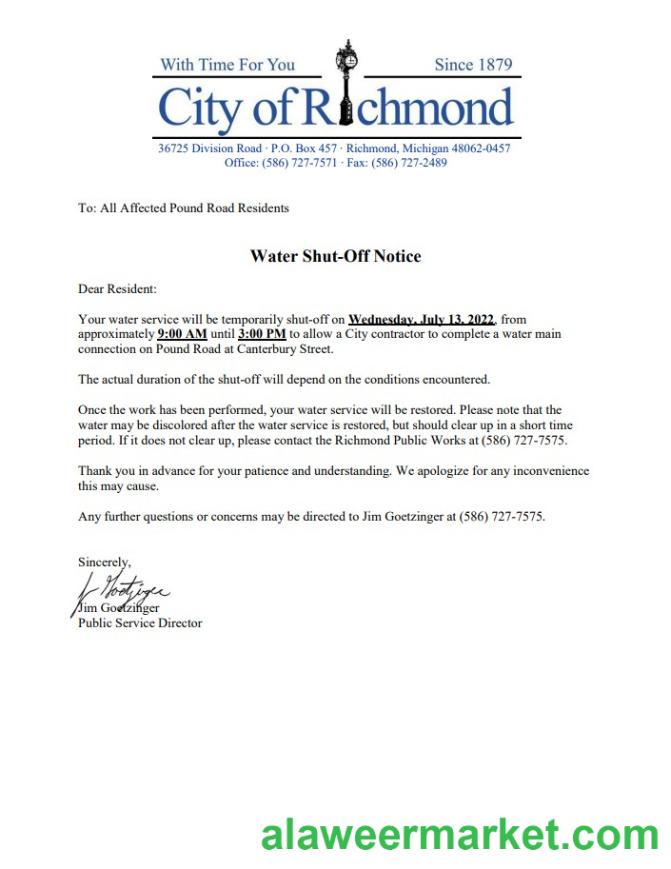 With Time For You Since 1879
City of Richmond
36725 Division Road · P.O. Box 457 · Richmond, Michigan 48062-0457
Office: (586) 727-7571 · Fax: (586) 727-2489
To: All Affected Pound Road Residents
Water Shut-Off Notice
Dear Resident:
Your water service will be temporarily shut-off on Wednesday, July 13, 2022, from
approximately 9:00 AM until 3:00 PM to allow a City contractor to complete a water main
connection on Pound Road at Canterbury Street.
The actual duration of the shut-off will depend on the conditions encountered.
Once the work has been performed, your water service will be restored. Please note that the
water may be discolored after the water service is restored, but should clear up in a short time
period. If it does not clear up, please contact the Richmond Public Works at (586) 727-7575.
Thank you in advance for your patience and understanding. We apologize for any inconvenience
this may cause.
Any further questions or concerns may be directed to Jim Goetzinger at (586) 727-7575.
Sincerely,
J Goetzinger
Jim Goetzinger
Public Service Director
alaweermarket.com